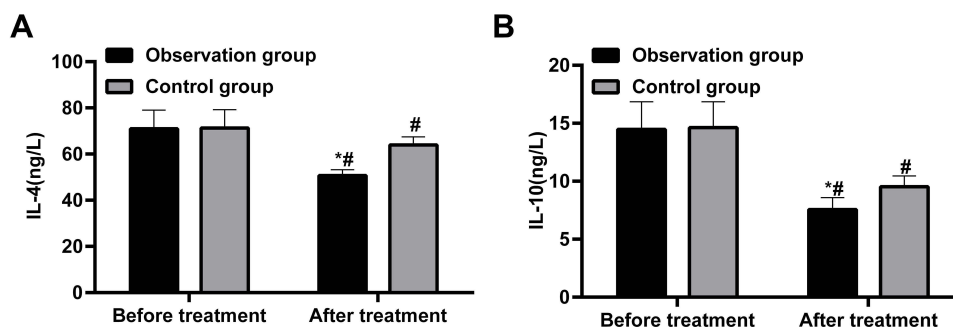 A
Observation group
Control group
IL-4(ng/L)
100
80
60
40
20
0
*#
#
Before treatment
After treatment
B
Observation group
Control group
IL-10(ng/L)
20
15
10
5
0
*#
#
Before treatment
After treatment